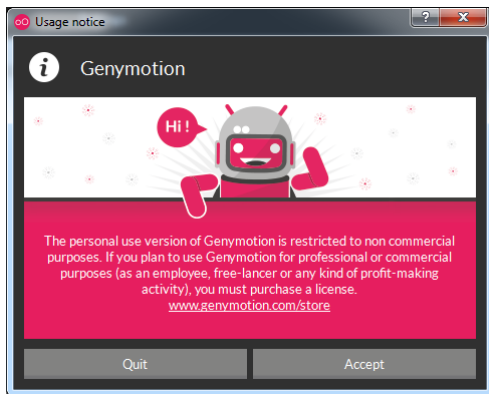 Usage notice
Genymotion
Hi !
The personal use version of Genymotion is restricted to non commercial
purposes. If you plan to use Genymotion for professional or commercial
purposes (as an employee, free-lancer or any kind of profit-making
activity), you must purchase a license.
www.genymotion.com/store
Quit
Accept